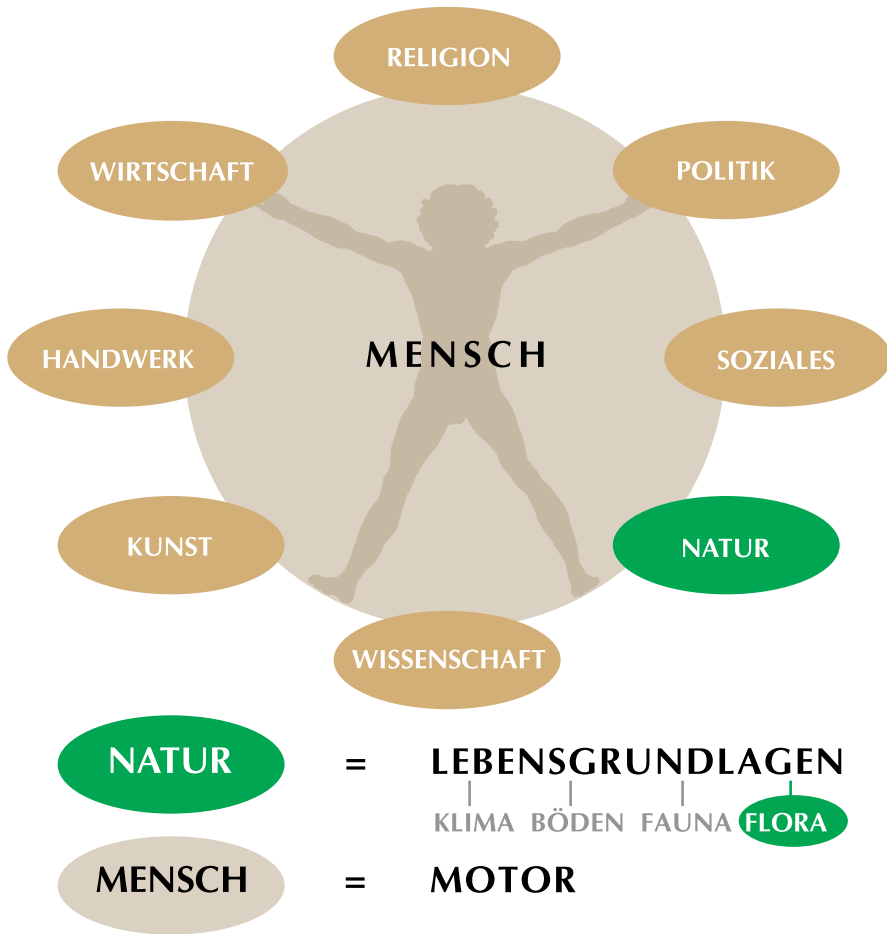 RELIGION
WIRTSCHAFT
POLITIK
HANDWERK
MENSCH
SOZIALES
KUNST
NATUR
WISSENSCHAFT
NATUR = LEBENSGRUNDLAGEN
KLIMA BÖDEN FAUNA FLORA
MENSCH = MOTOR